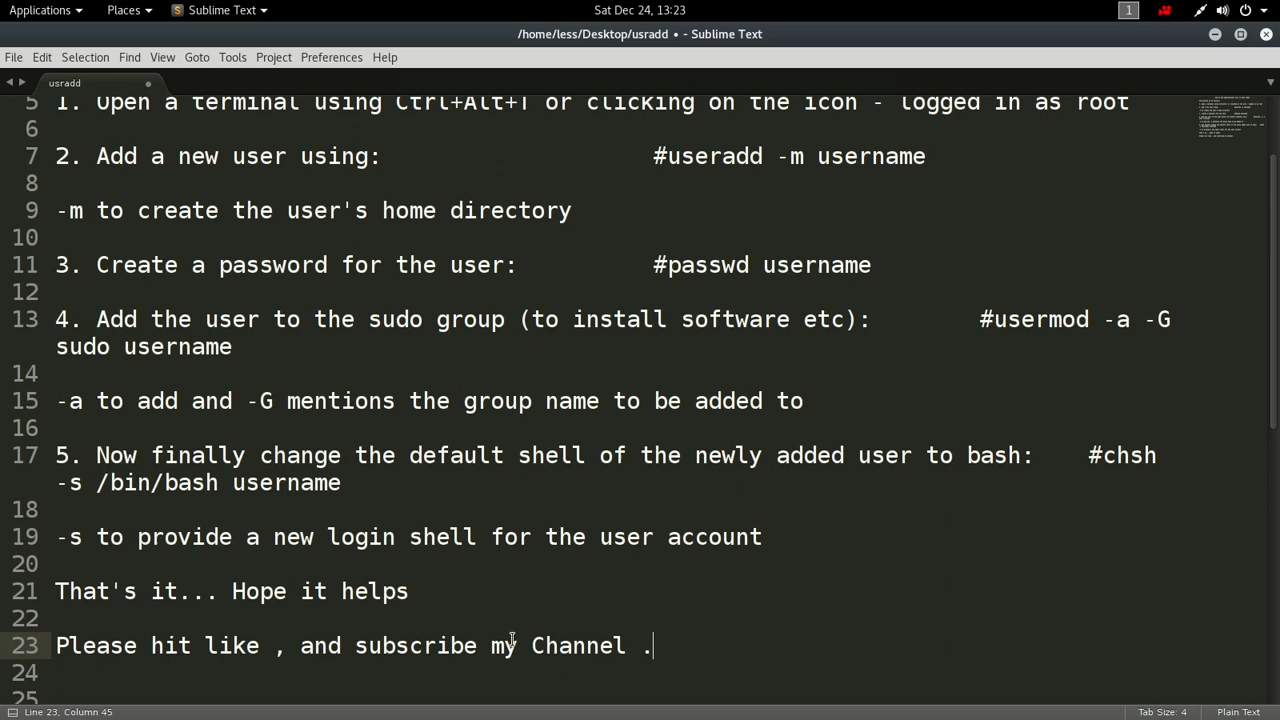 Applications Places Sublime Text Sat Dec 24, 13:23 1
/home/less/Desktop/usradd • - Sublime Text
File Edit Selection Find View Goto Tools Project Preferences Help
usradd
5 1. Open a terminal using Ctrl+Alt+T or clicking on the icon - logged in as root
6
7 2. Add a new user using: #useradd -m username
8
9 -m to create the user's home directory
10
11 3. Create a password for the user: #passwd username
12
13 4. Add the user to the sudo group (to install software etc): #usermod -a -G
sudo username
14
15 -a to add and -G mentions the group name to be added to
16
17 5. Now finally change the default shell of the newly added user to bash: #chsh
-s /bin/bash username
18
19 -s to provide a new login shell for the user account
20
21 That's it... Hope it helps
22
23 Please hit like , and subscribe my Channel .
24
25
Line 23, Column 45 Tab Size: 4 Plain Text